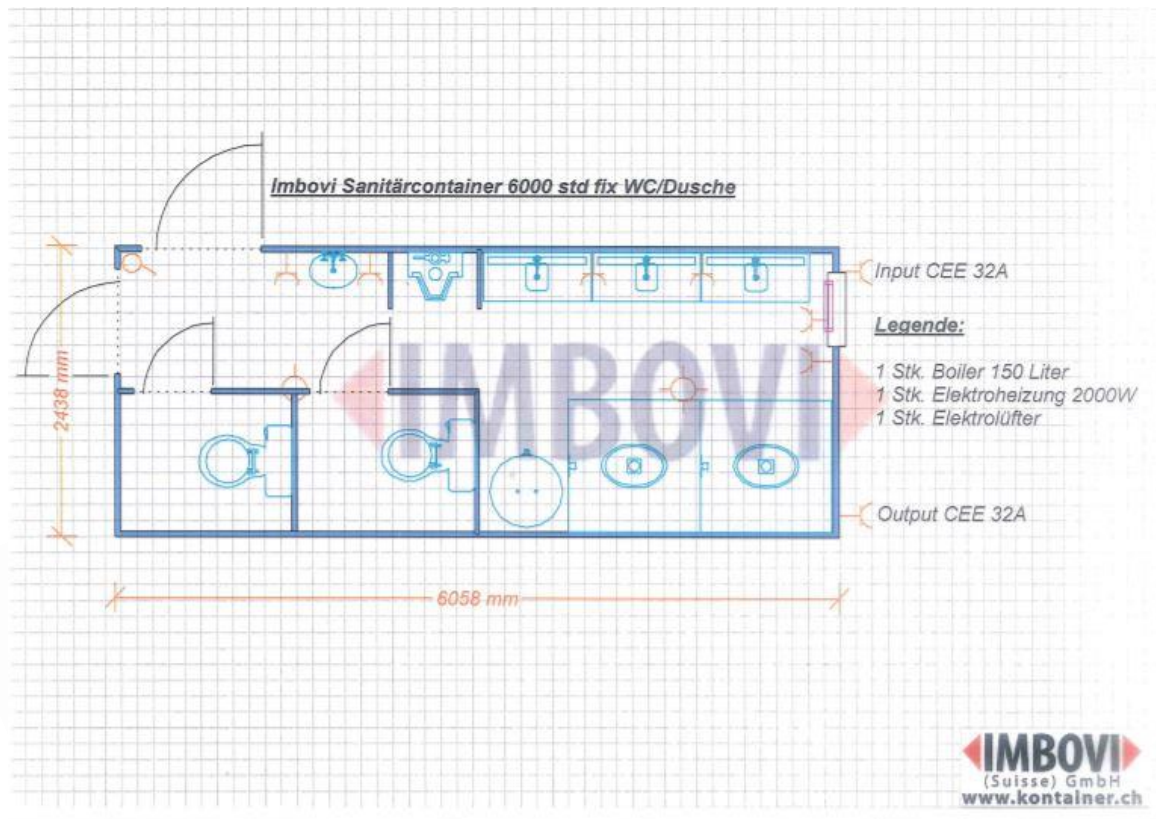 Imbovi Sanitärcontainer 6000 std fix WC/Dusche
Input CEE 32A
Legende:
1 Stk. Boiler 150 Liter
1 Stk. Elektroheizung 2000W
1 Stk. Elektrolüfter
2438 mm
IMBOVI
Output CEE 32A
6058 mm
IMBOVI
(Suisse) GmbH
www.kontainer.ch